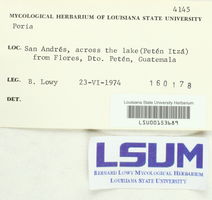 4145
MYCOLOGICAL HERBARIUM OF LOUISIANA STATE UNIVERSITY
Poria
LOC. San Andrés, across the lake (Petén Itzá)
from Flores, Dto. Petén, Guatemala
LEG. B. Lowy 23-VI-1974 160178
DET.
Louisiana State University Herbarium
LSU00153689
LSUM
BERNARD LOWY MYCOLOGICAL HERBARIUM
LOUISIANA STATE UNIVERSITY